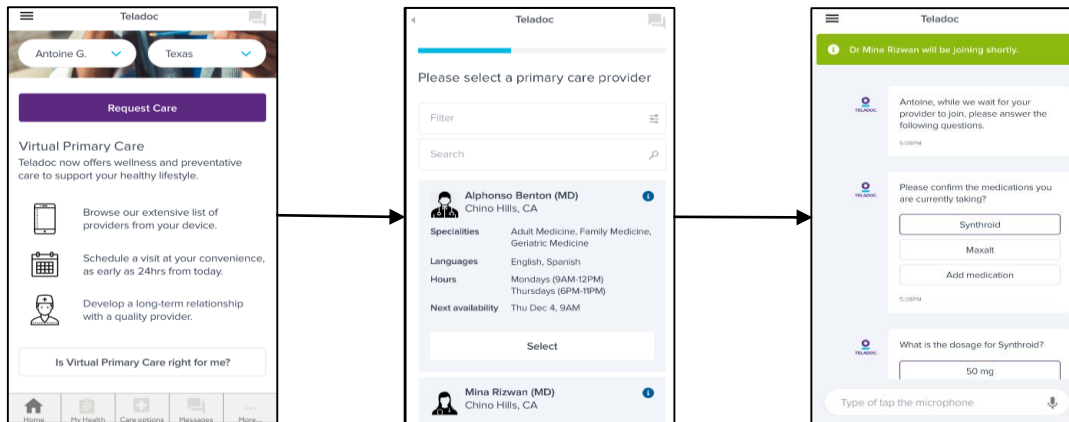 Teladoc
Antoine G.
Texas
Request Care
Virtual Primary Care
Teladoc now offers wellness and preventative
care to support your healthy lifestyle.
Browse our extensive list of
providers from your device.
Schedule a visit at your convenience,
as early as 24hrs from today.
Develop a long-term relationship
with a quality provider.
Is Virtual Primary Care right for me?
Home
My Health
Care options
Messages
More...
Teladoc
Please select a primary care provider
Filter
Search
Alphonso Benton (MD)
Chino Hills, CA
Specialities Adult Medicine, Family Medicine,
Geriatric Medicine
Languages English, Spanish
Hours Mondays (9AM-12PM)
Thursdays (6PM-11PM)
Next availability Thu Dec 4, 9AM
Select
Mina Rizwan (MD)
Chino Hills, CA
Teladoc
Dr Mina Rizwan will be joining shortly.
TELADOC
Antoine, while we wait for your
provider to join, please answer the
following questions.
5:08PM
TELADOC
Please confirm the medications you
are currently taking?
Synthroid
Maxalt
Add medication
5:08PM
TELADOC
What is the dosage for Synthroid?
50 mg
Type of tap the microphone